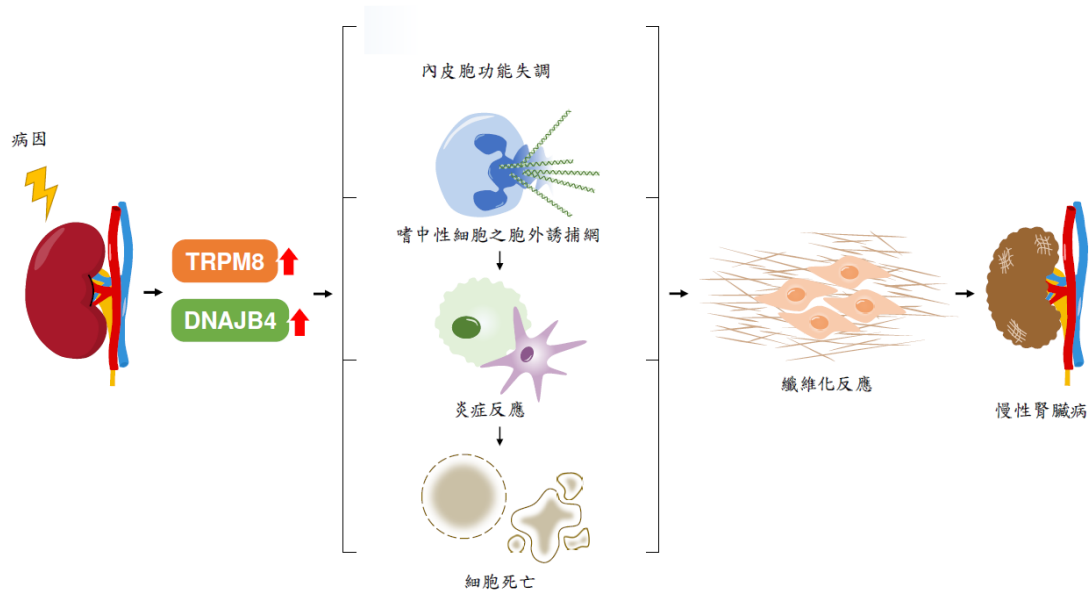 病因
TRPM8
DNAJB4
內皮胞功能失調
嗜中性細胞之胞外誘捕網
炎症反應
細胞死亡
纖維化反應
慢性腎臟病